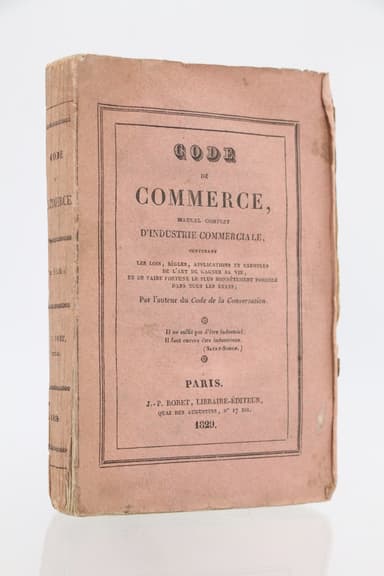 CODE
DE
COMMERCE,
MANUEL COMPLET
D'INDUSTRIE COMMERCIALE,
CONTENANT
LES LOIS, RÈGLES, APPLICATIONS ET EXEMPLES
DE L'ART DE GAGNER SA VIE,
ET DE FAIRE FORTUNE LE PLUS HONNÊTEMENT POSSIBLE
DANS TOUS LES ÉTATS;
Par l'auteur du Code de la Conversation.
Il ne suffit pas d'être industriel:
Il faut encore être industrieux.
(SAINT-SIMON.)
PARIS.
J.-P. RORET, LIBRAIRE-ÉDITEUR,
QUAI DES AUGUSTINS, N° 17 BIS.
1829.
CODE
COMMERCE